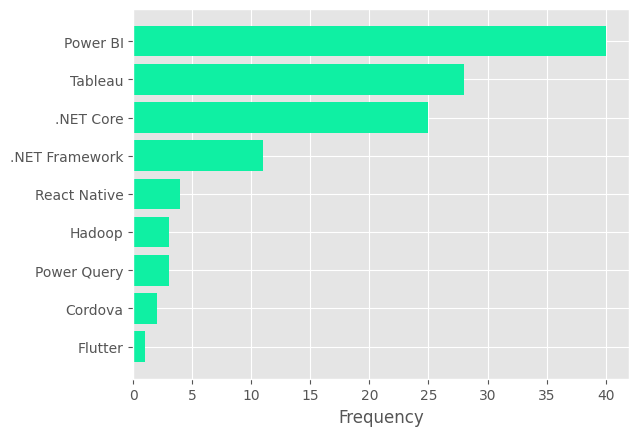 Power BI
Tableau
.NET Core
.NET Framework
React Native
Hadoop
Power Query
Cordova
Flutter
0 5 10 15 20 25 30 35 40
Frequency